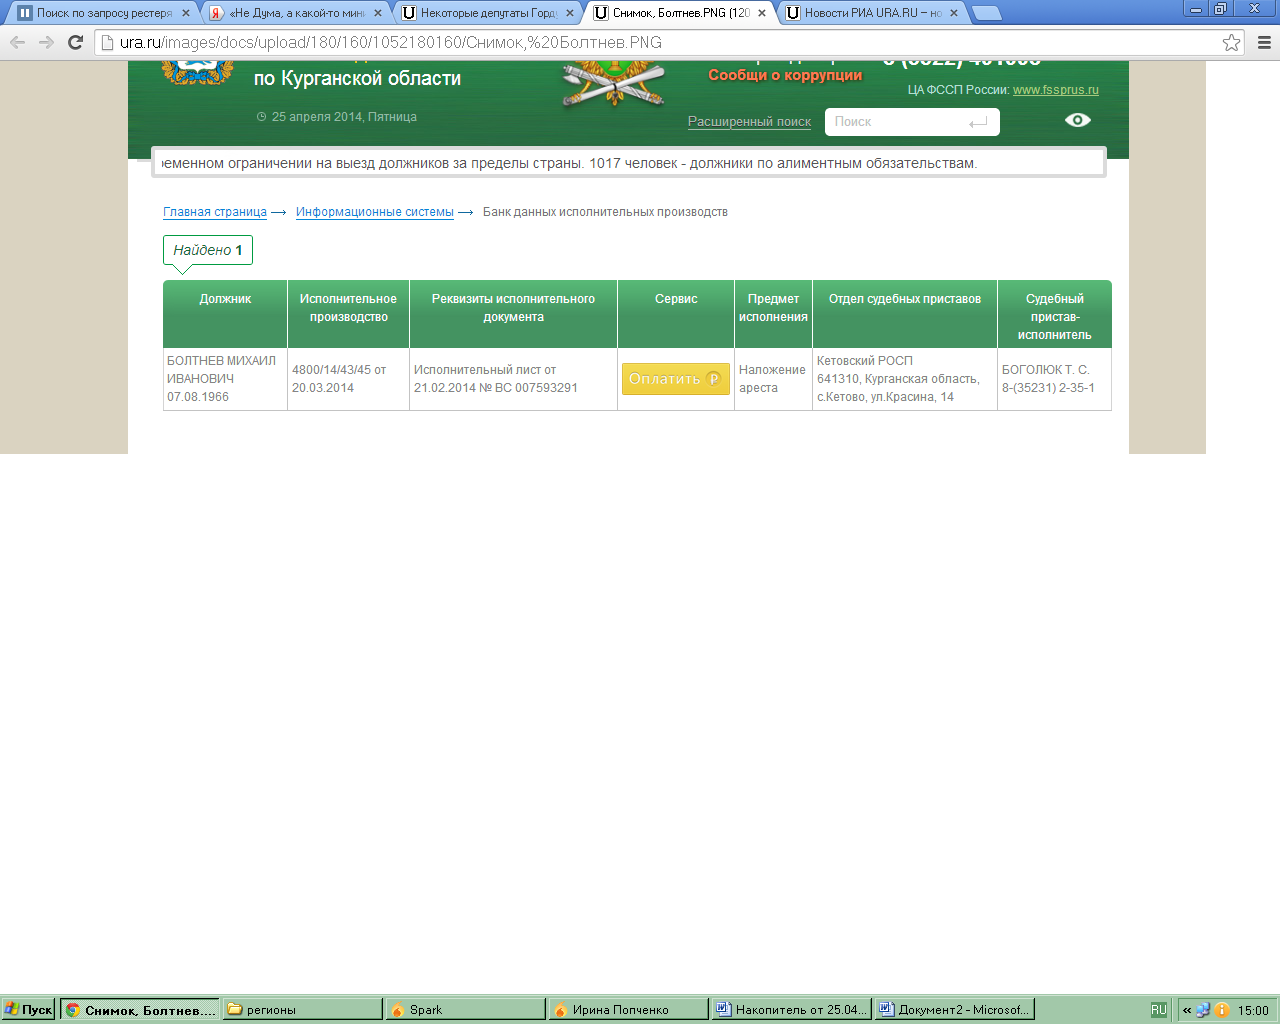 Поиск по запросу рестеря
«Не Дума, а какой-то мин
Некоторые депутаты Горд
Снимок, Болтнев.PNG (120
Новости РИА URA.RU – но
ura.ru/images/docs/upload/180/160/1052180160/Снимок,%20Болтнев.PNG
по Курганской области
Сообщи о коррупции
ЦА ФССП России: www.fssprus.ru
25 апреля 2014, Пятница
Расширенный поиск
Поиск
ременном ограничении на выезд должников за пределы страны. 1017 человек - должники по алиментным обязательствам.
Главная страница
Информационные системы
Банк данных исполнительных производств
Найдено 1
Должник
Исполнительное
производство
Реквизиты исполнительного
документа
Сервис
Предмет
исполнения
Отдел судебных приставов
Судебный
пристав-
исполнитель
БОЛТНЕВ МИХАИЛ
ИВАНОВИЧ
07.08.1966
4800/14/43/45 от
20.03.2014
Исполнительный лист от
21.02.2014 № ВС 007593291
Оплатить
Наложение
ареста
Кетовский РОСП
641310, Курганская область,
с.Кетово, ул.Красина, 14
БОГОЛЮК Т. С.
8-(35231) 2-35-1
Пуск
Снимок, Болтнев....
регионы
Spark
Ирина Попченко
Накопитель от 25.04...
Документ2 - Microsof...
RU
15:00